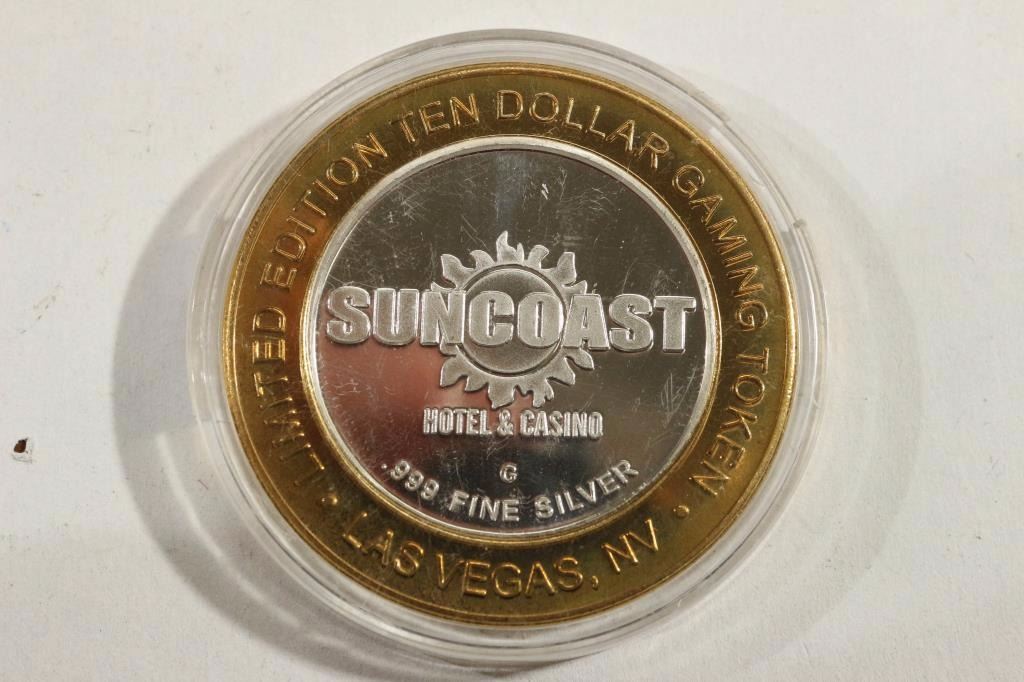 LIMITED EDITION TEN DOLLAR GAMING TOKEN
SUNCOAST
HOTEL & CASINO
G
.999 FINE SILVER
• LAS VEGAS, NV •